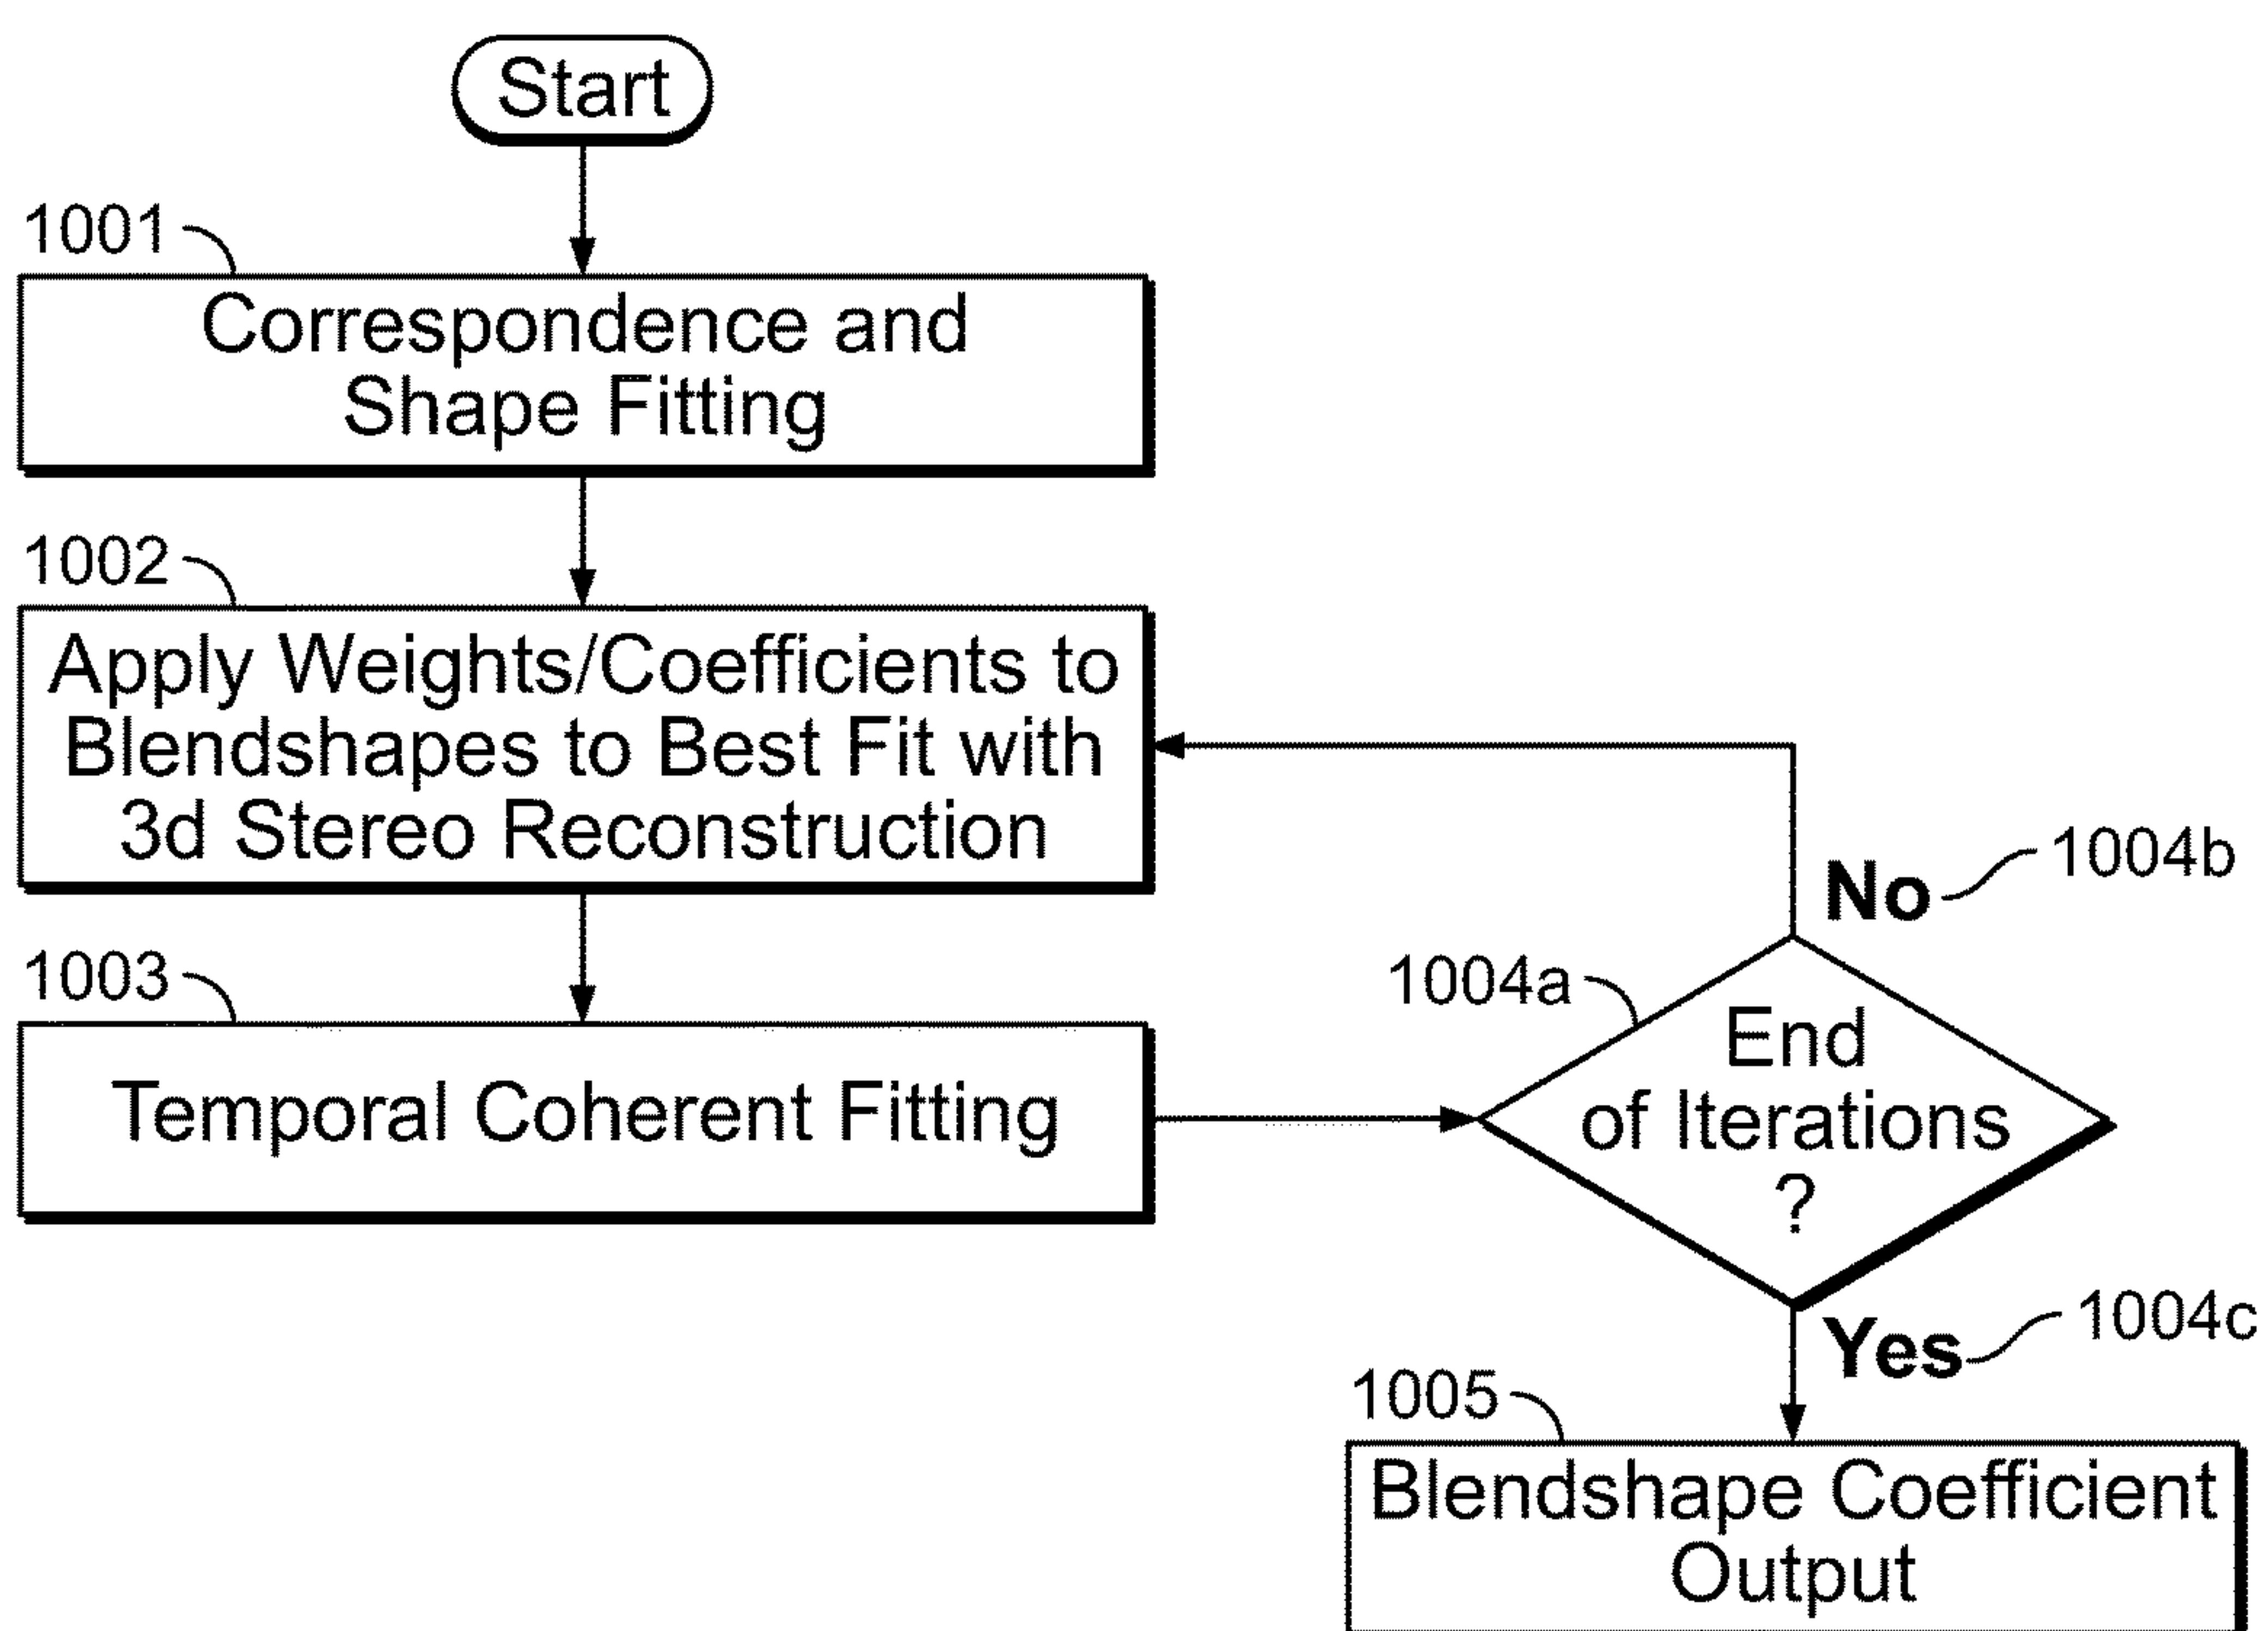 Start
1001
Correspondence and
Shape Fitting
1002
Apply Weights/Coefficients to
Blendshapes to Best Fit with
3d Stereo Reconstruction
1003
Temporal Coherent Fitting
1004a
End
of Iterations
?
No
1004b
Yes
1004c
1005
Blendshape Coefficient
Output